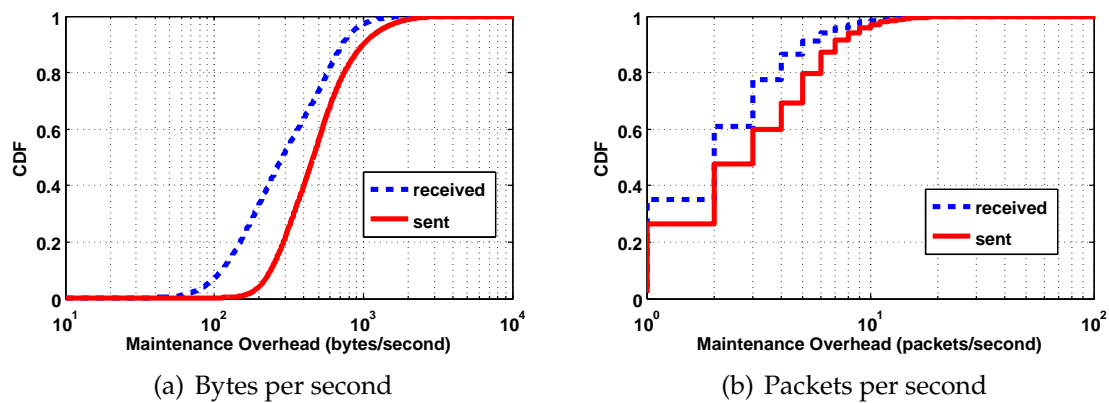 1
0.8
0.6
0.4
0.2
0
CDF
received
sent
10^1
10^2
10^3
10^4
Maintenance Overhead (bytes/second)
(a) Bytes per second
1
0.8
0.6
0.4
0.2
0
CDF
received
sent
10^0
10^1
10^2
Maintenance Overhead (packets/second)
(b) Packets per second